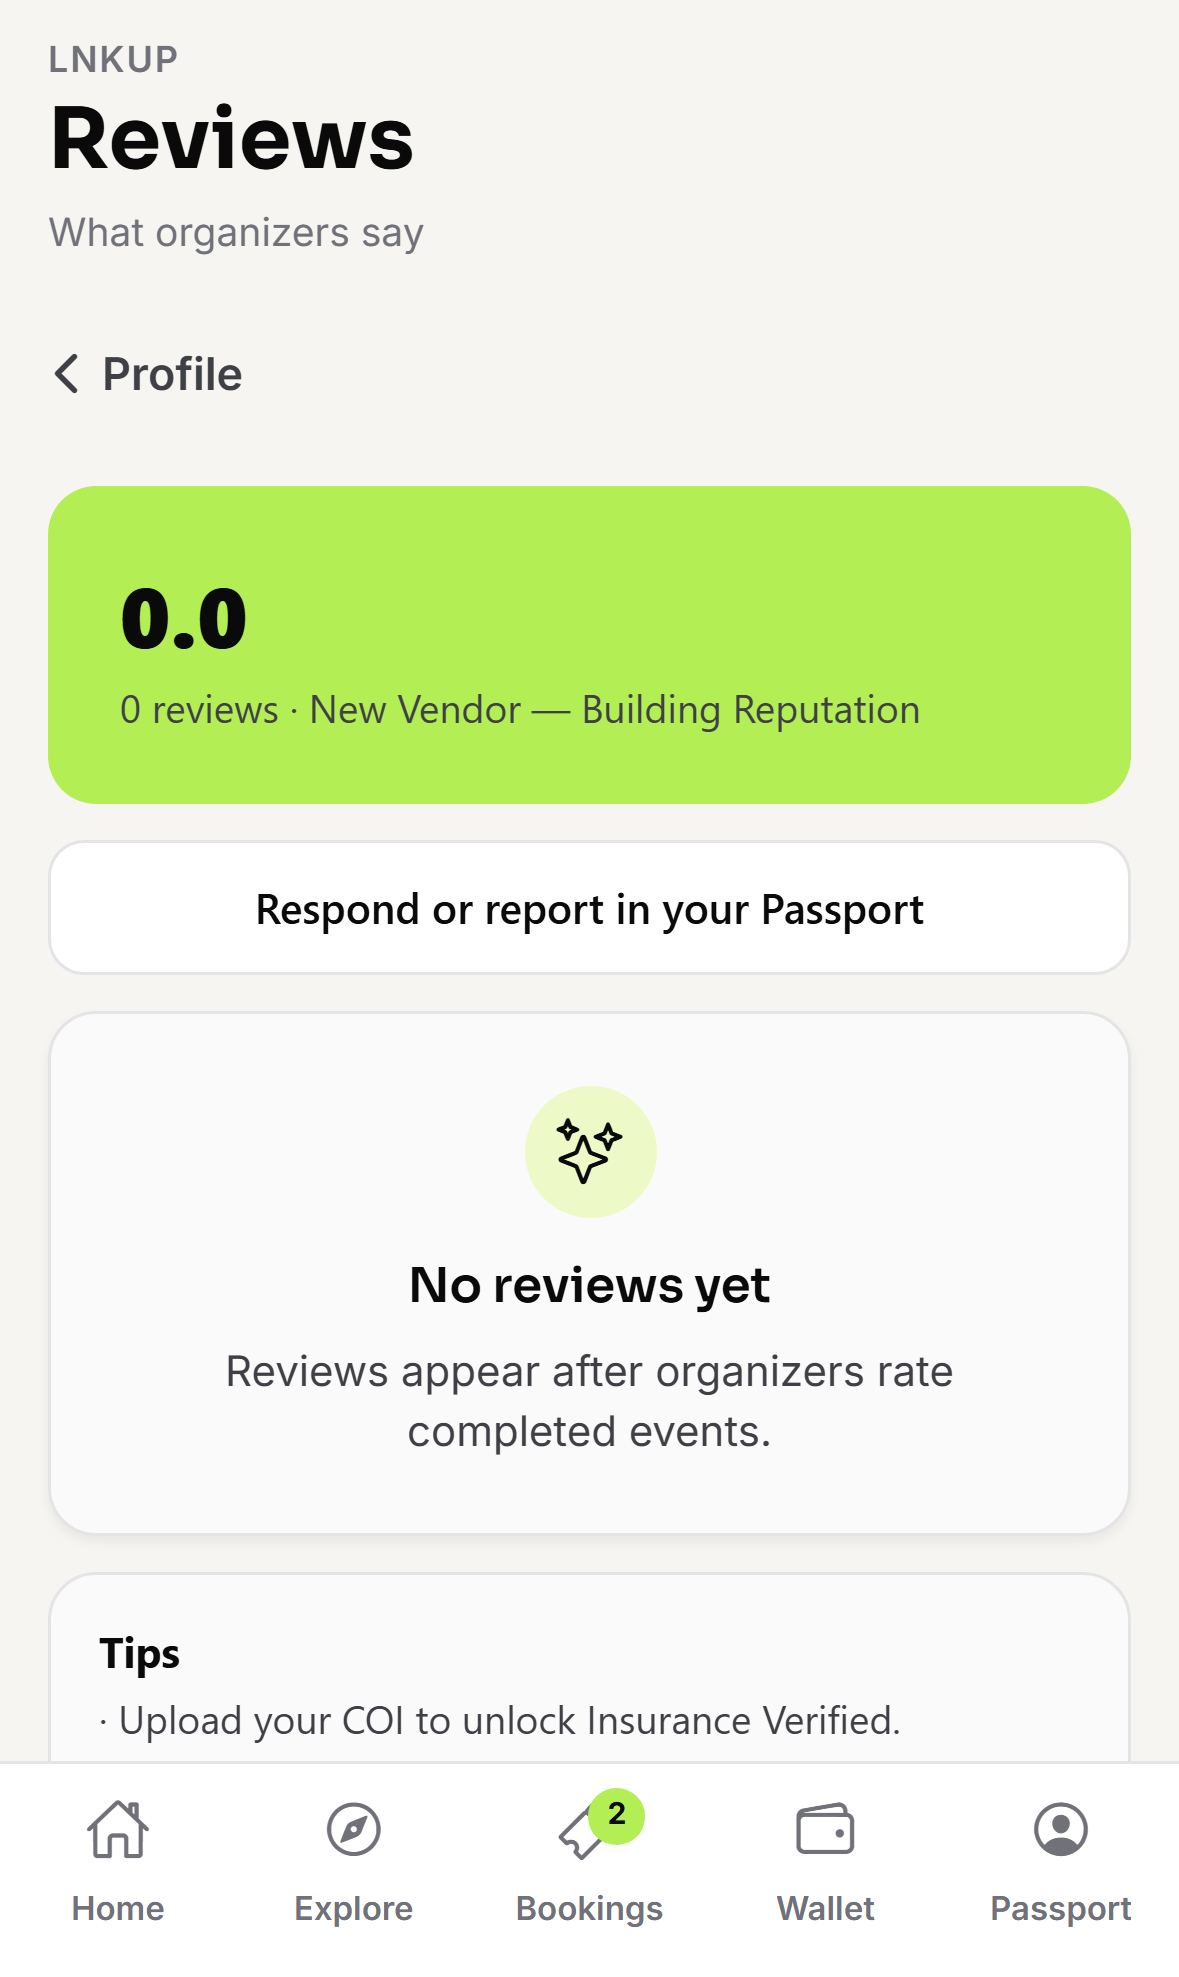 LNKUP
Reviews
What organizers say
Profile
0.0
0 reviews · New Vendor — Building Reputation
Respond or report in your Passport
No reviews yet
Reviews appear after organizers rate
completed events.
Tips
· Upload your COI to unlock Insurance Verified.
2
Home
Explore
Bookings
Wallet
Passport